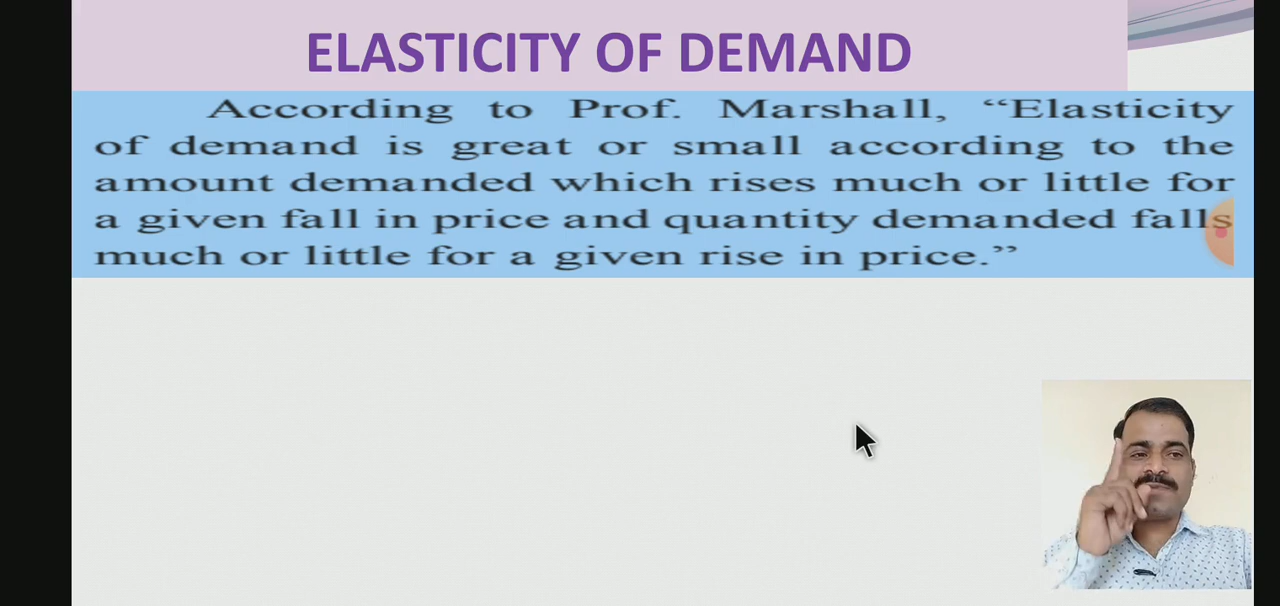 ELASTICITY OF DEMAND
According to Prof. Marshall, “Elasticity
of demand is great or small according to the
amount demanded which rises much or little for
a given fall in price and quantity demanded falls
much or little for a given rise in price.”